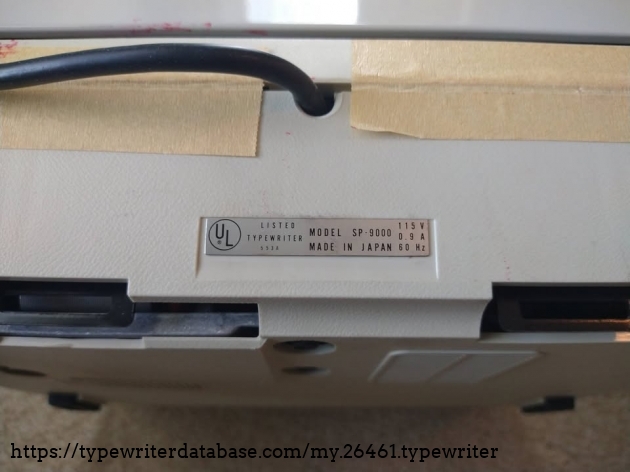 UL ®
LISTED
TYPEWRITER
MODEL SP-9000
MADE IN JAPAN
115 V
0.9 A
60 Hz
https://typewriterdatabase.com/my.26461.typewriter